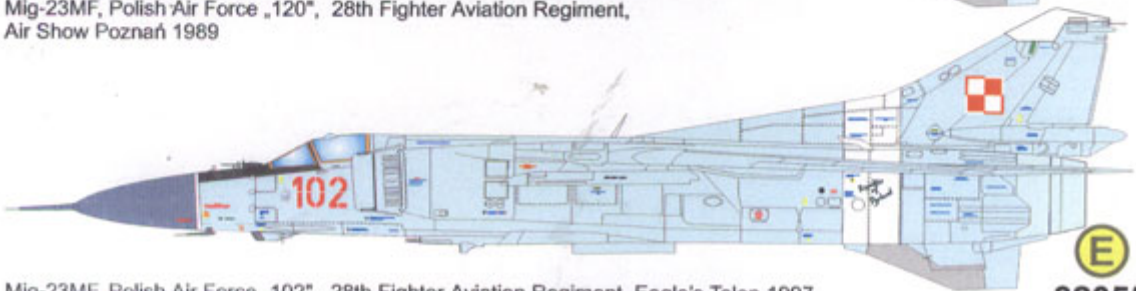 Mig-23MF, Polish Air Force „120", 28th Fighter Aviation Regiment,
Air Show Poznań 1989
102
E
Mig-23MF, Polish Air Force „102", 28th Fighter Aviation Regiment, Eagle's Talon 1997